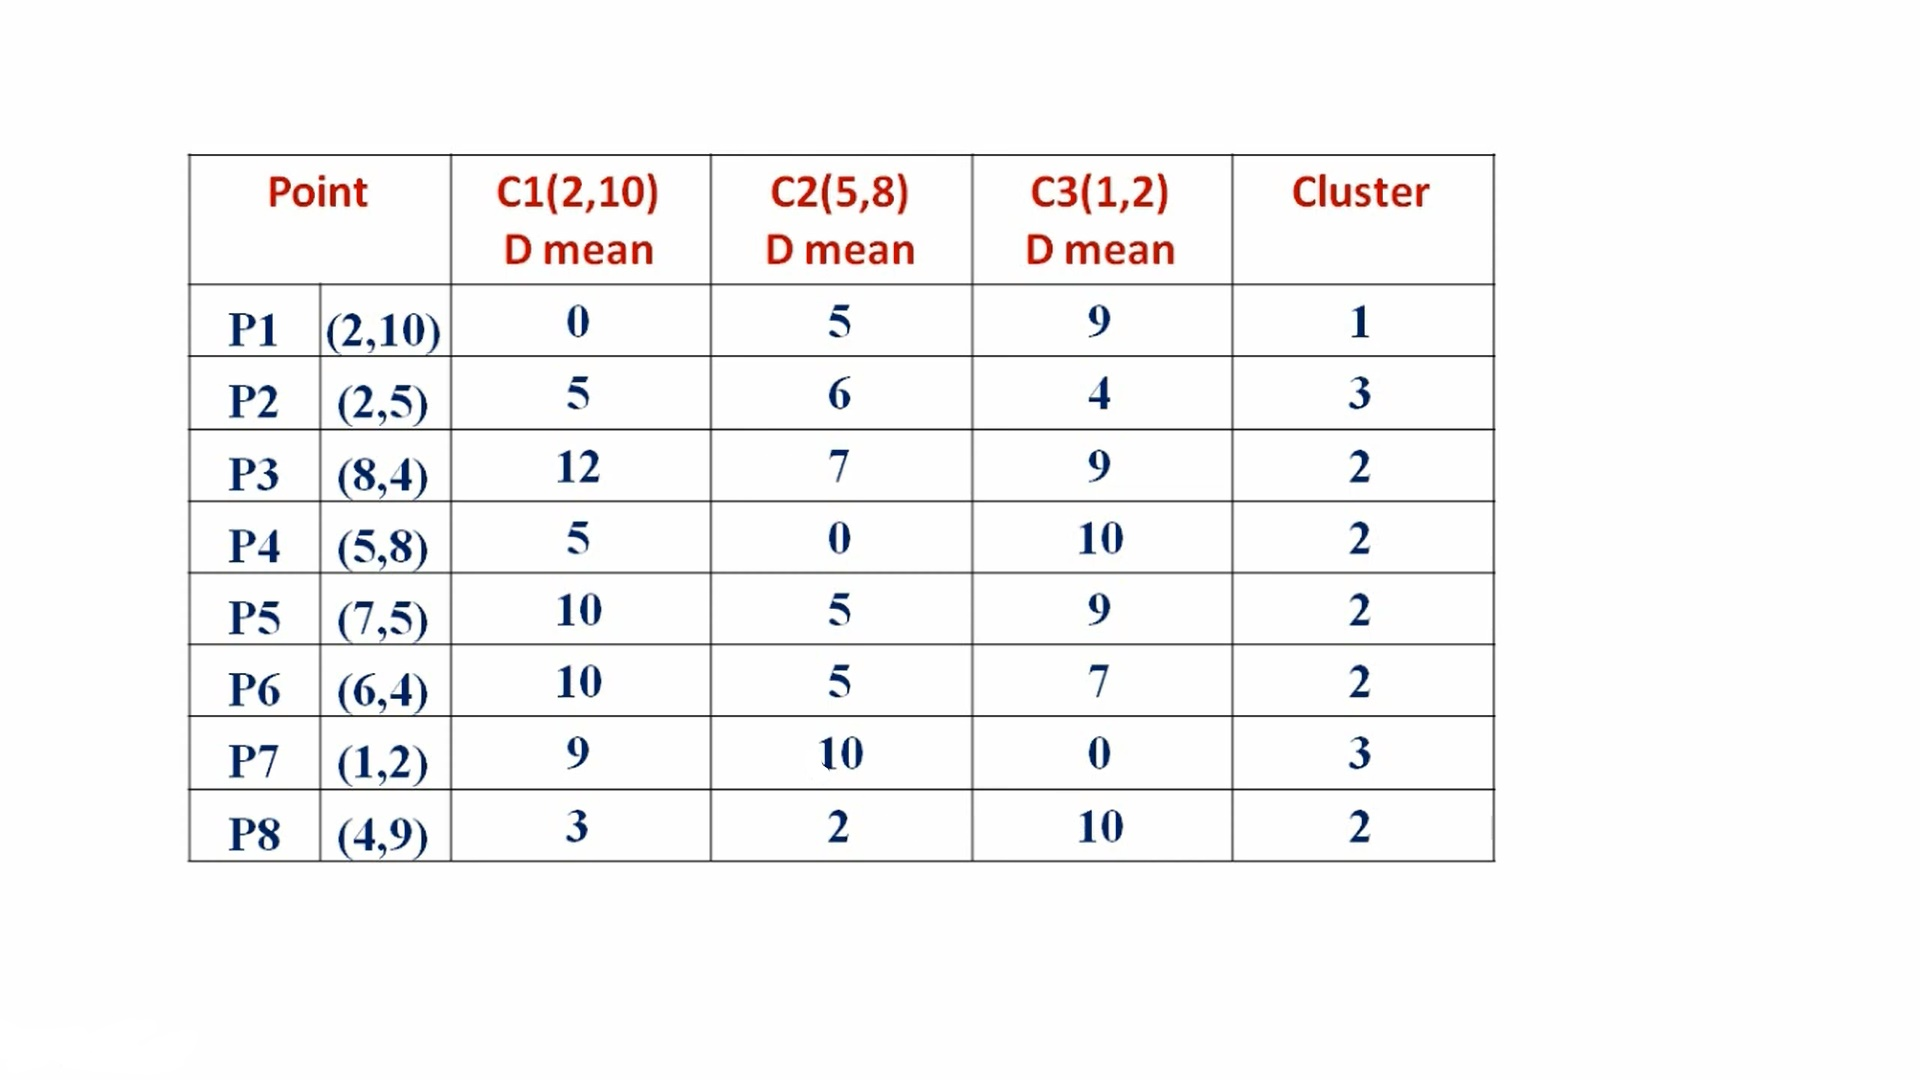 Point C1(2,10) C2(5,8) C3(1,2) Cluster
D mean D mean D mean
P1 (2,10) 0 5 9 1
P2 (2,5) 5 6 4 3
P3 (8,4) 12 7 9 2
P4 (5,8) 5 0 10 2
P5 (7,5) 10 5 9 2
P6 (6,4) 10 5 7 2
P7 (1,2) 9 10 0 3
P8 (4,9) 3 2 10 2